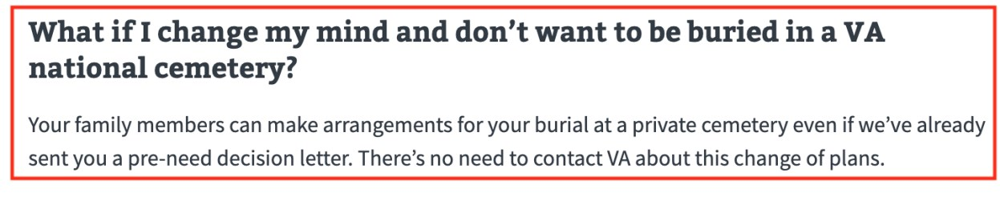 What if I change my mind and don’t want to be buried in a VA
national cemetery?
Your family members can make arrangements for your burial at a private cemetery even if we’ve already
sent you a pre-need decision letter. There’s no need to contact VA about this change of plans.